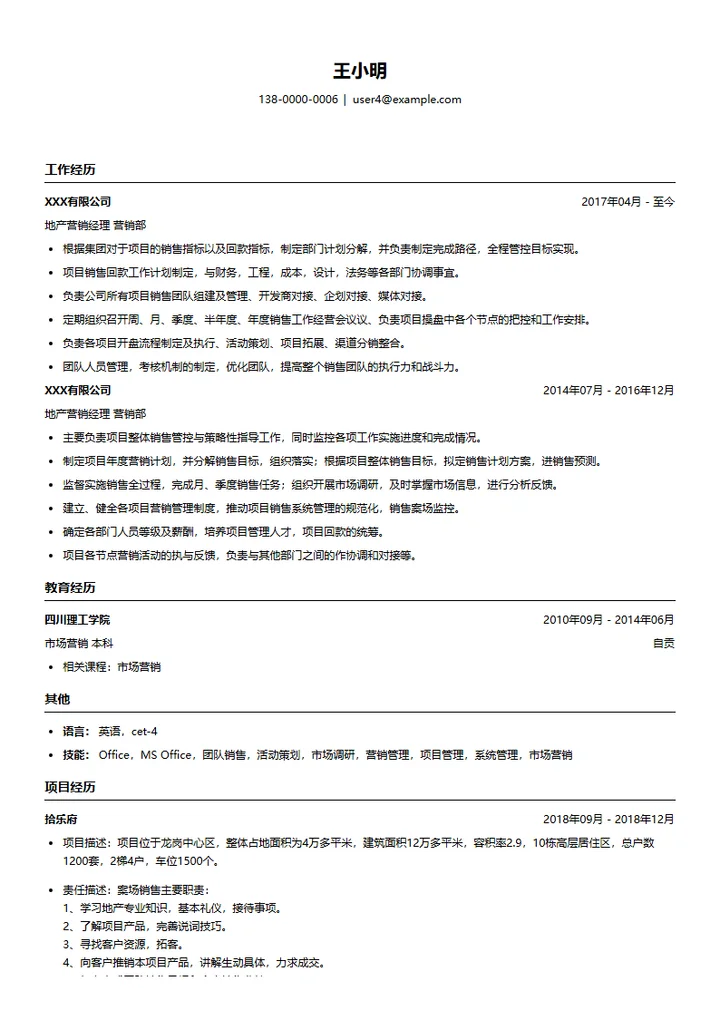 王小明
138-0000-0006 | user4@example.com
工作经历
XXX有限公司 2017年04月 - 至今
地产营销经理 营销部
• 根据集团对于项目的销售指标以及回款指标，制定部门计划分解，并负责制定完成路径，全程管控目标实现。
• 项目销售回款工作计划制定，与财务，工程，成本，设计，法务等各部门协调事宜。
• 负责公司所有项目销售团队组建及管理、开发商对接、企划对接、媒体对接。
• 定期组织召开周、月、季度、半年度、年度销售工作经营会议议、负责项目操盘中各个节点的把控和工作安排。
• 负责各项目开盘流程制定及执行、活动策划、项目拓展、渠道分销整合。
• 团队人员管理，考核机制的制定，优化团队，提高整个销售团队的执行力和战斗力。
XXX有限公司 2014年07月 - 2016年12月
地产营销经理 营销部
• 主要负责项目整体销售管控与策略性指导工作，同时监控各项工作实施进度和完成情况。
• 制定项目年度营销计划，并分解销售目标，组织落实；根据项目整体销售目标，拟定销售计划方案，进销售预测。
• 监督实施销售全过程，完成月、季度销售任务；组织开展市场调研，及时掌握市场信息，进行分析反馈。
• 建立、健全各项目营销管理制度，推动项目销售系统管理的规范化，销售案场监控。
• 确定各部门人员等级及薪酬，培养项目管理人才，项目回款的统筹。
• 项目各节点营销活动的执与反馈，负责与其他部门之间的作协调和对接等。
教育经历
四川理工学院 2010年09月 - 2014年06月
市场营销 本科 自贡
• 相关课程：市场营销
其他
• 语言： 英语，cet-4
• 技能： Office，MS Office，团队销售，活动策划，市场调研，营销管理，项目管理，系统管理，市场营销
项目经历
拾乐府 2018年09月 - 2018年12月
• 项目描述：项目位于龙岗中心区，整体占地面积为4万多平米，建筑面积12万多平米，容积率2.9，10栋高层居住区，总户数
1200套，2梯4户，车位1500个。
• 责任描述：案场销售主要职责：
1、学习地产专业知识，基本礼仪，接待事项。
2、了解项目产品，完善说词技巧。
3、寻找客户资源，拓客。
4、向客户推销本项目产品，讲解生动具体，力求成交。